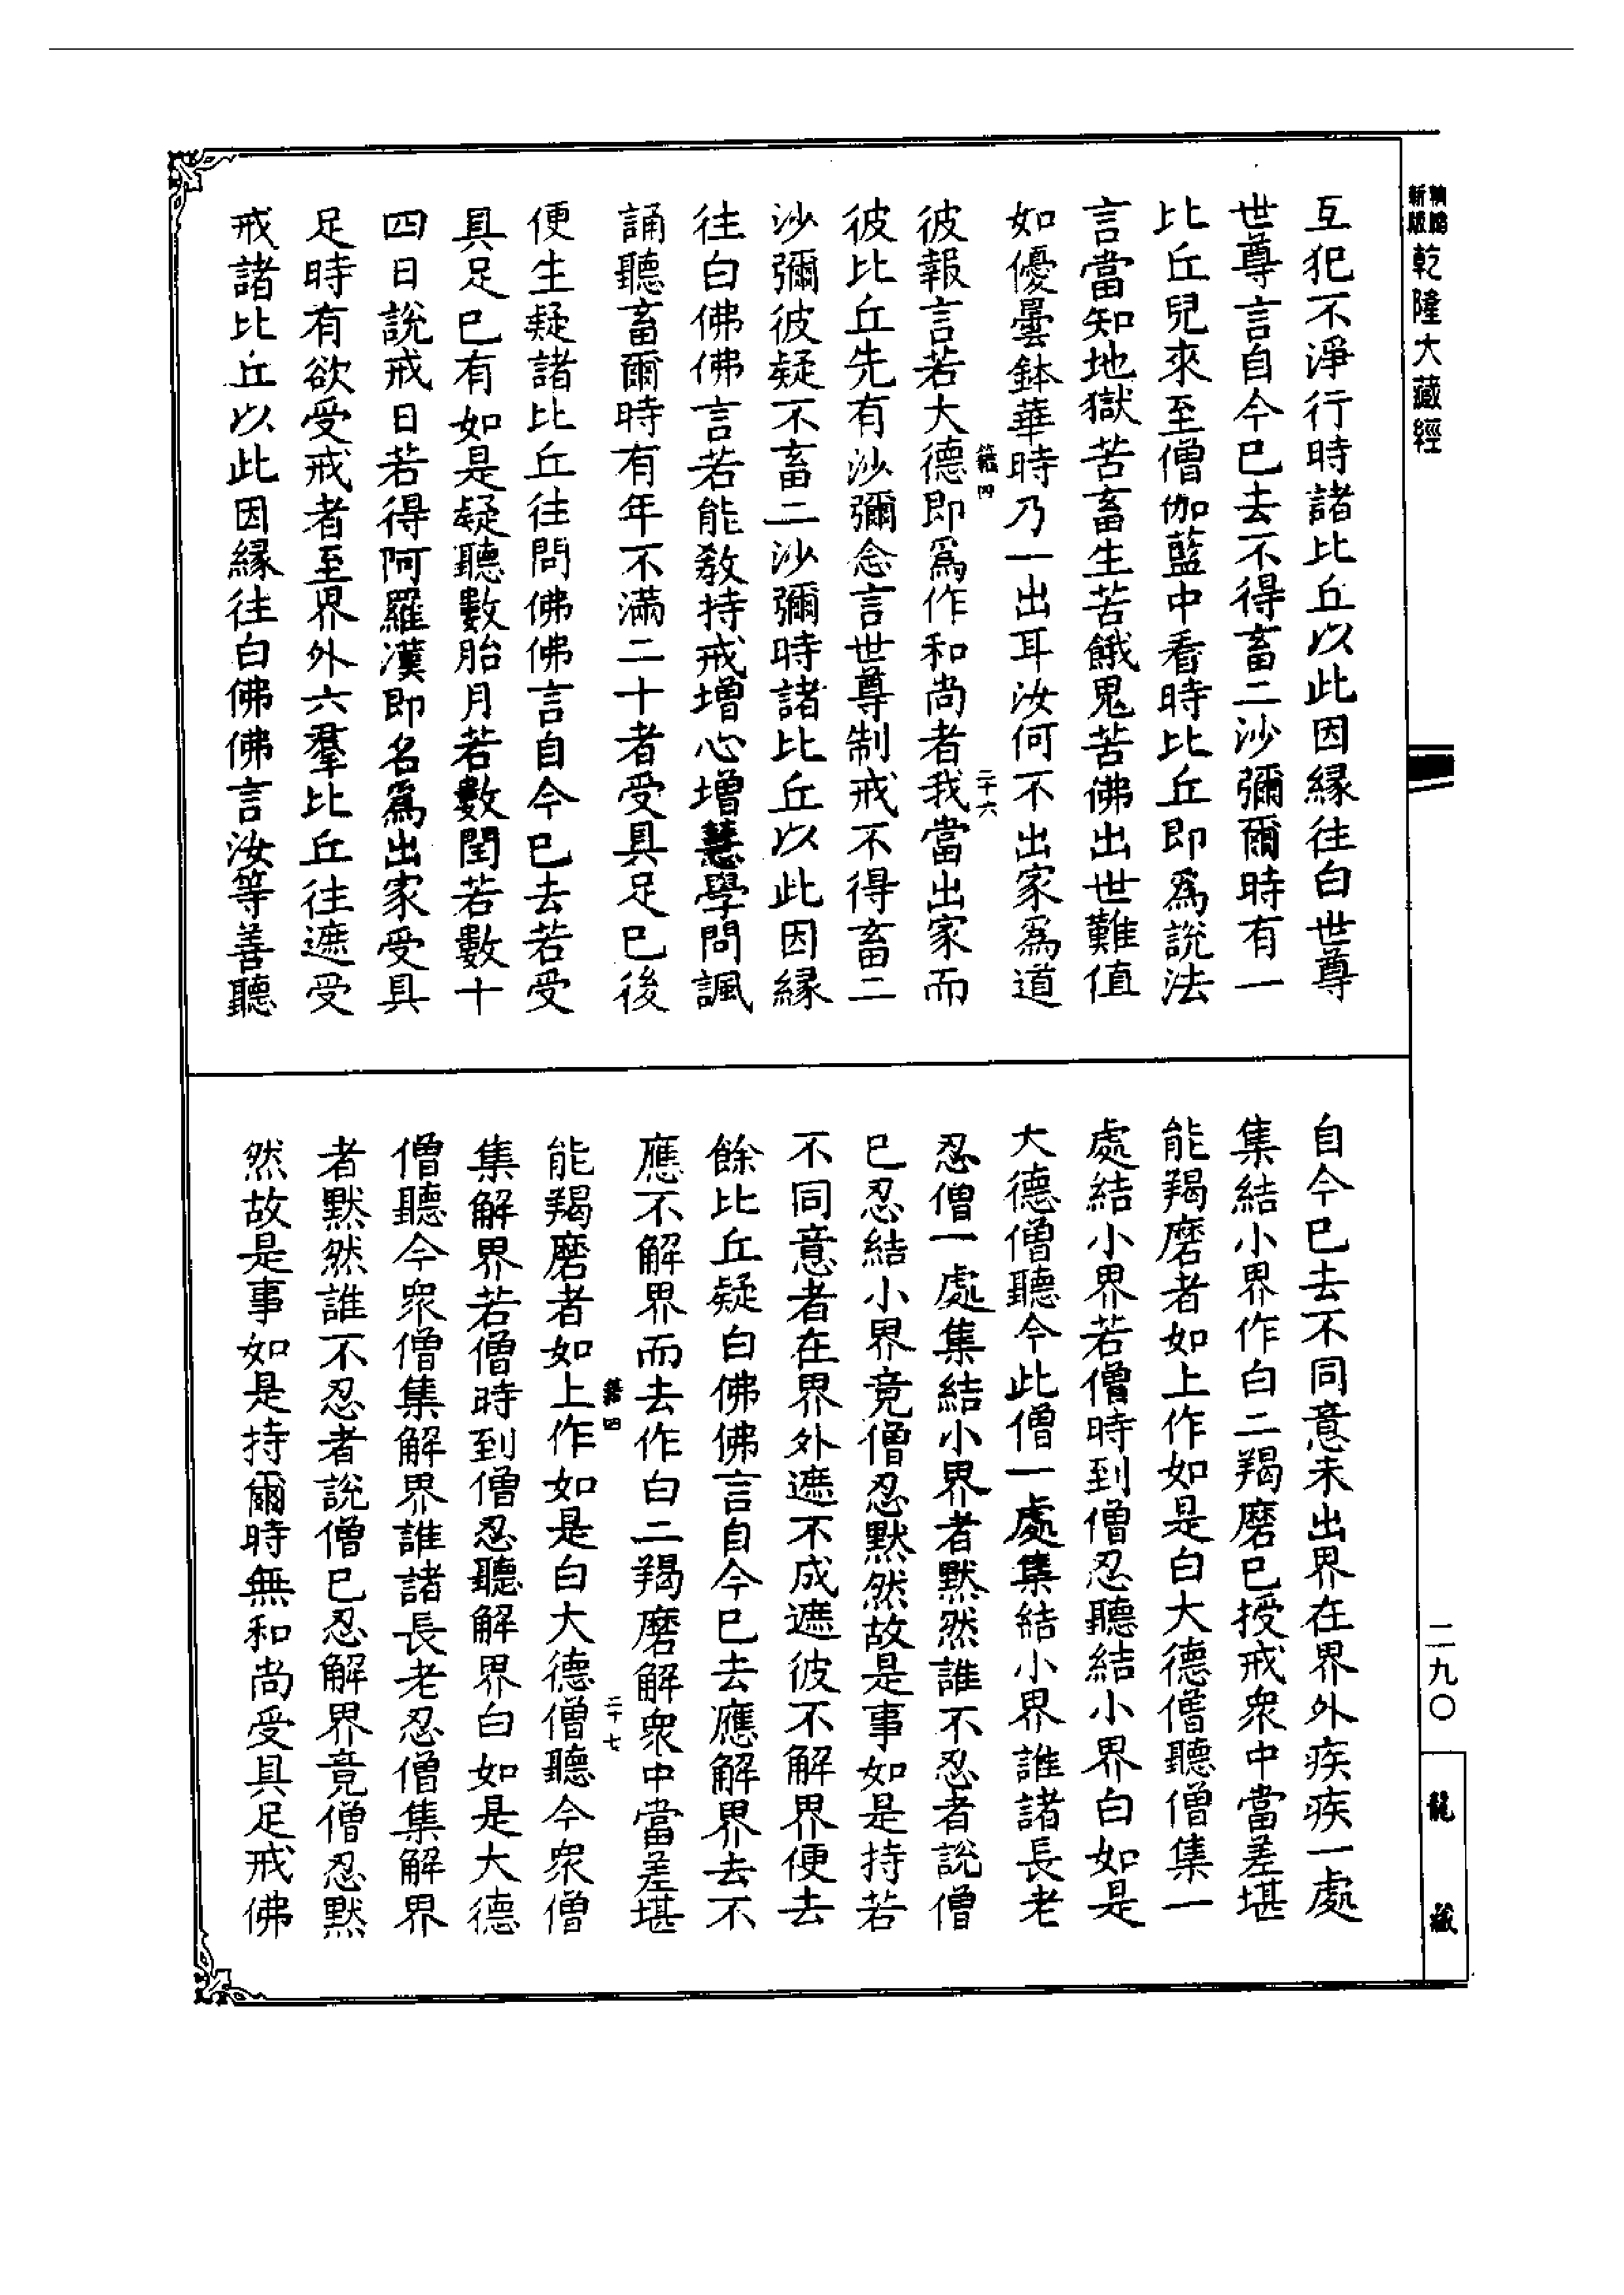 精鵰
新版
乾隆大藏經
互犯不淨行時諸比丘以此因緣往白世尊
世尊言自今已去不得畜二沙彌爾時有一
比丘兒來至僧伽藍中看時比丘即爲說法
言當知地獄苦畜生苦餓鬼苦佛出世難值
如優曇鉢華時乃一出耳汝何不出家爲道
籍四
二十六
彼報言若大德即爲作和尚者我當出家而
彼比丘先有沙彌念言世尊制戒不得畜二
沙彌彼疑不畜二沙彌時諸比丘以此因緣
往白佛佛言若能教持戒增心增慧學問諷
誦聽畜爾時有年不滿二十者受具足已後
便生疑諸比丘往問佛佛言自今已去若受
具足已有如是疑聽數胎月若數閏若數十
四日說戒日若得阿羅漢即名爲出家受具
足時有欲受戒者至界外六羣比丘往遮受
戒諸比丘以此因緣往白佛佛言汝等善聽
自今已去不同意未出界在界外疾疾一處
集結小界作白二羯磨已授戒衆中當差堪
能羯磨者如上作如是白大德僧聽僧集一
處結小界若僧時到僧忍聽結小界白如是
大德僧聽今此僧一處集結小界誰諸長老
忍僧一處集結小界者默然誰不忍者說僧
已忍結小界竟僧忍默然故是事如是持若
不同意者在界外遮不成遮彼不解界便去
餘比丘疑白佛佛言自今已去應解界去不
應不解界而去作白二羯磨解衆中當差堪
籍四
二十七
能羯磨者如上作如是白大德僧聽今衆僧
集解界若僧時到僧忍聽解界白如是大德
僧聽今衆僧集解界誰諸長老忍僧集解界
者默然誰不忍者說僧已忍解界竟僧忍默
然故是事如是持爾時無和尚受具足戒佛
二九〇
龍藏